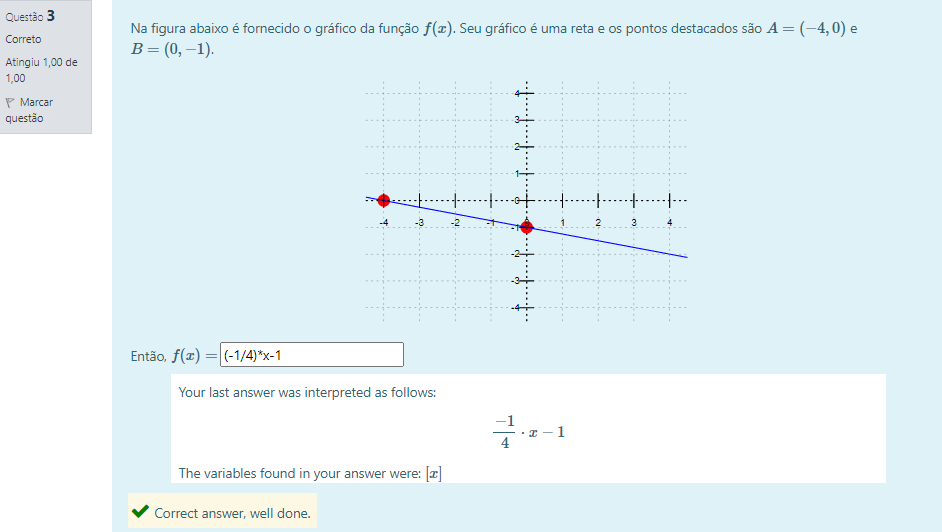 Questão 3
Correto
Atingiu 1,00 de
1,00
Marcar
questão
Na figura abaixo é fornecido o gráfico da função f(x). Seu gráfico é uma reta e os pontos destacados são A = (−4, 0) e
B = (0, −1).
4
3
2
1
0
-4 -3 -2 -1 1 2 3 4
-1
-2
-3
-4
Então, f(x) = (-1/4)*x-1
Your last answer was interpreted as follows:
−1
4 · x − 1
The variables found in your answer were: [x]
Correct answer, well done.